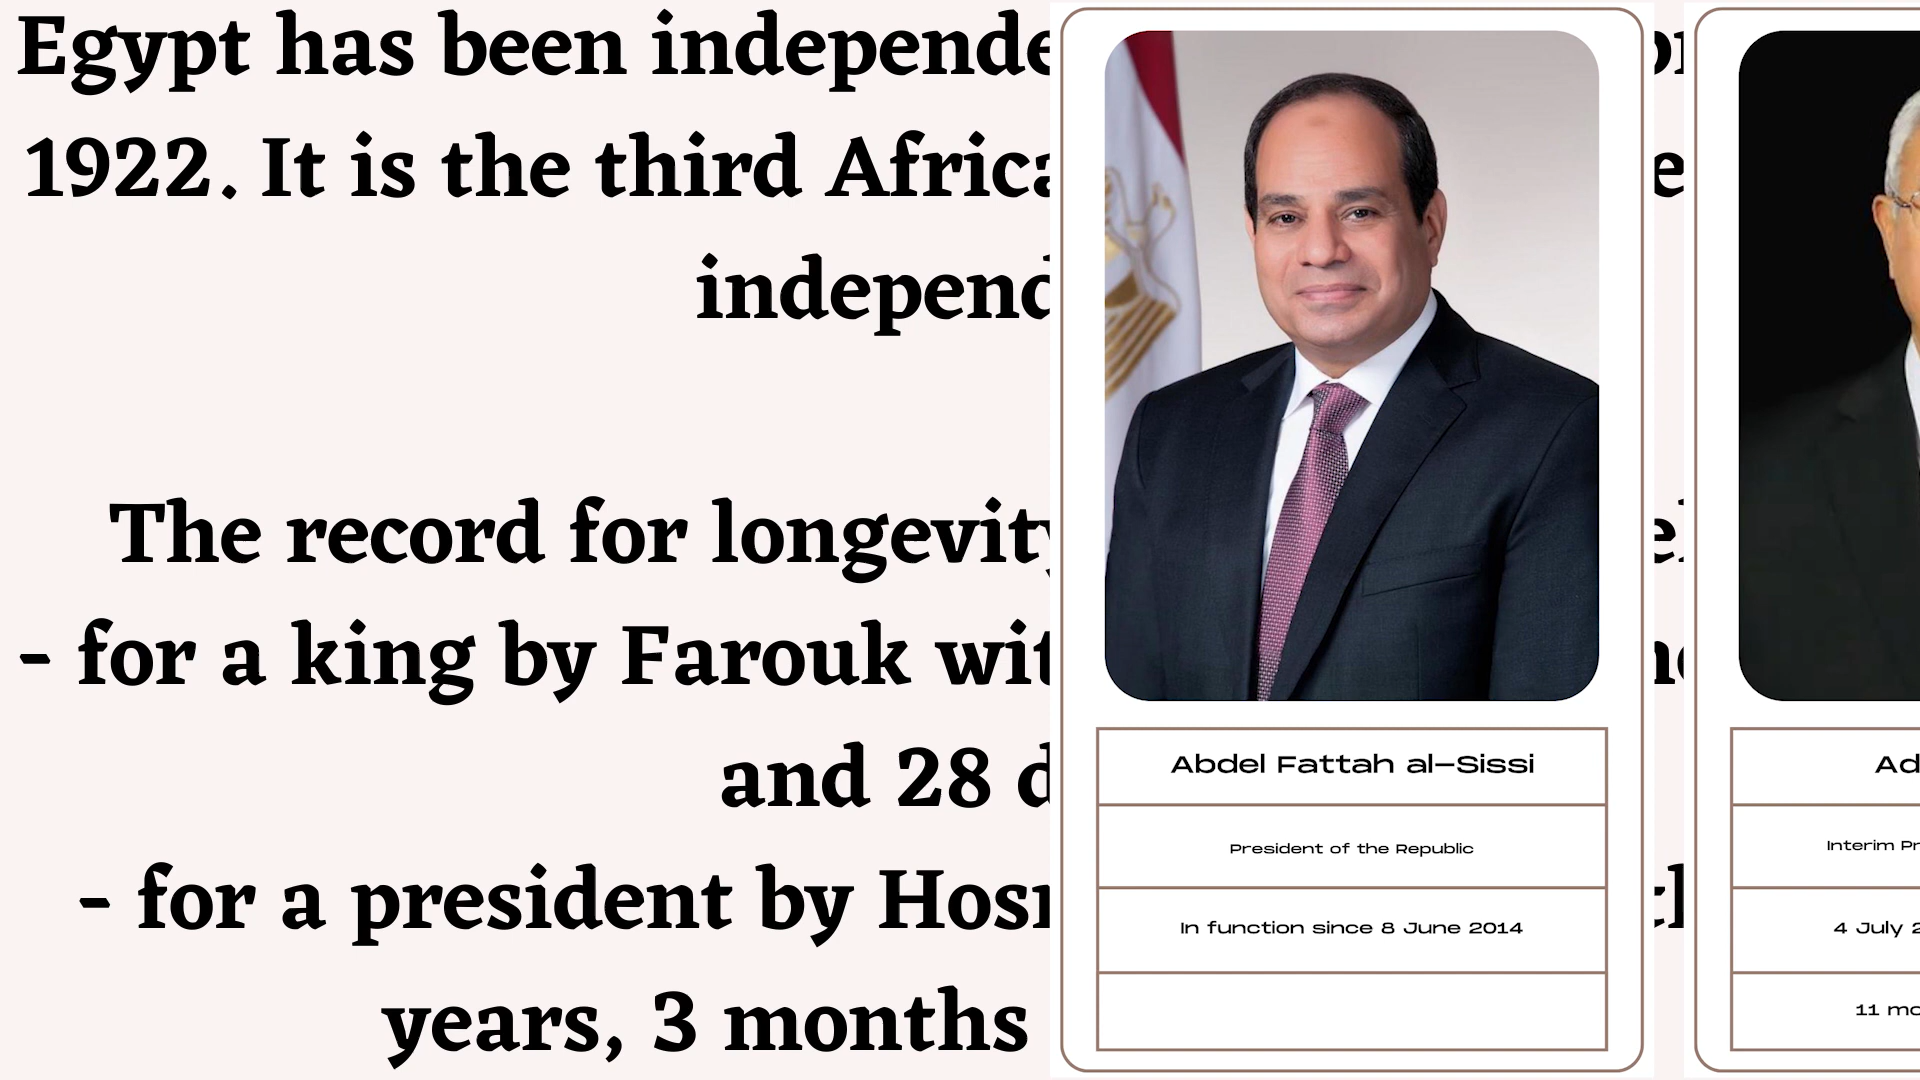 Egypt has been independe
1922. It is the third Africa
independ
The record for longevity
- for a king by Farouk wit
and 28 d
- for a president by Hosn
years, 3 months
Abdel Fattah al-Sissi
President of the Republic
In function since 8 June 2014
Ad
Interim Pr
4 July 2
11 mo